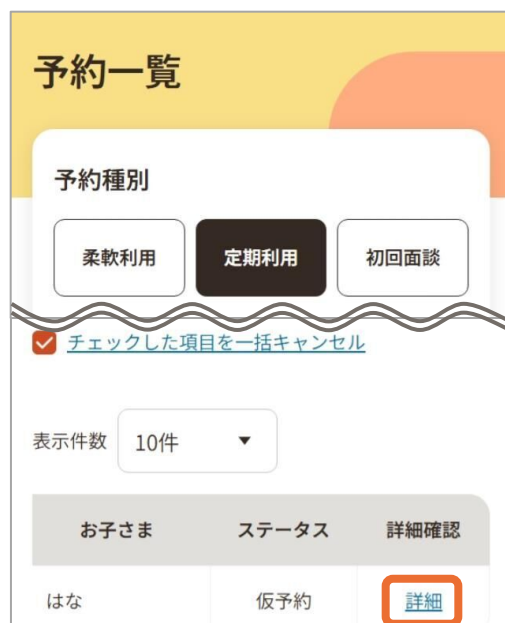 予約一覧
予約種別
柔軟利用 定期利用 初回面談
チェックした項目を一括キャンセル
表示件数 10件
お子さま ステータス 詳細確認
はな 仮予約 詳細